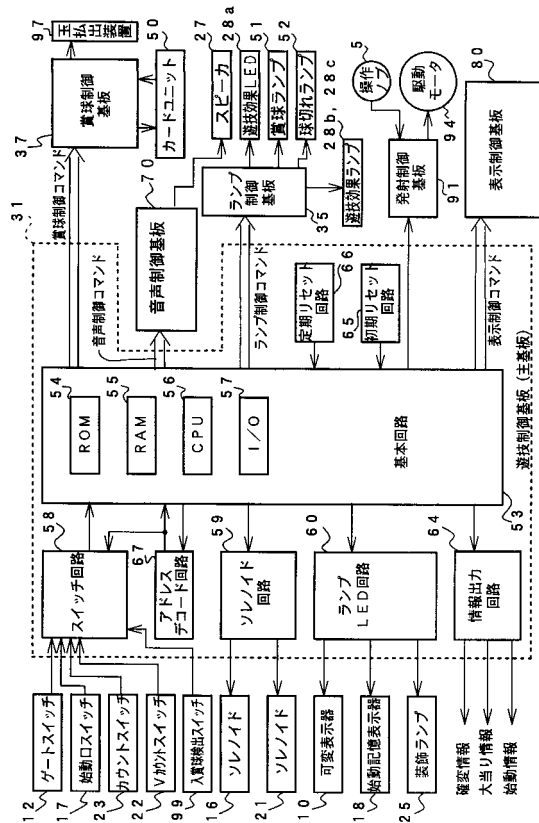 97
玉払出装置
37
賞球制御
基板
50
カードユニット
31
賞球制御コマンド
70
音声制御基板
27
スピーカ
28a
遊技効果LED
51
賞球ランプ
52
球切れランプ
ランプ
制御基板
35
28b, 28c
遊技効果ランプ
音声制御コマンド
ランプ制御コマンド
5
操作
ノブ
駆動
モータ
94
発射制御
基板
91
80
表示制御基板
表示制御コマンド
66
定期リセット
回路
65
初期リセット
回路
遊技制御基板(主基板)
54
ROM
55
RAM
56
CPU
57
I/O
基本回路
53
58
スイッチ回路
67
アドレス
デコード回路
59
ソレノイド
回路
60
ランプ
LED回路
64
情報出力
回路
12
ゲートスイッチ
17
始動口スイッチ
23
カウントスイッチ
22
Vカウントスイッチ
99
入賞球検出スイッチ
16
ソレノイド
21
ソレノイド
10
可変表示器
18
始動記憶表示器
25
装飾ランプ
確変情報
大当り情報
始動情報